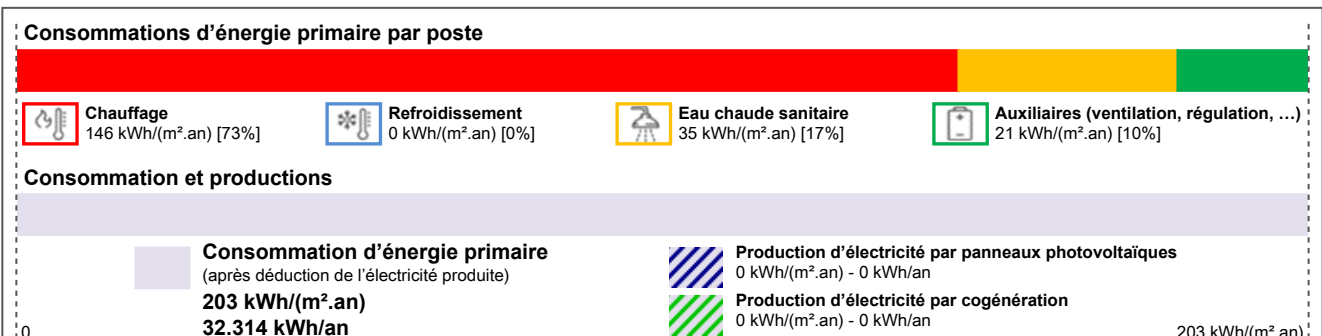 Consommations d’énergie primaire par poste
Chauffage
146 kWh/(m².an) [73%]
Refroidissement
0 kWh/(m².an) [0%]
Eau chaude sanitaire
35 kWh/(m².an) [17%]
Auxiliaires (ventilation, régulation, …)
21 kWh/(m².an) [10%]
Consommation et productions
Consommation d’énergie primaire
(après déduction de l’électricité produite)
203 kWh/(m².an)
32.314 kWh/an
Production d’électricité par panneaux photovoltaïques
0 kWh/(m².an) - 0 kWh/an
Production d’électricité par cogénération
0 kWh/(m².an) - 0 kWh/an
0
203 kWh/(m².an)